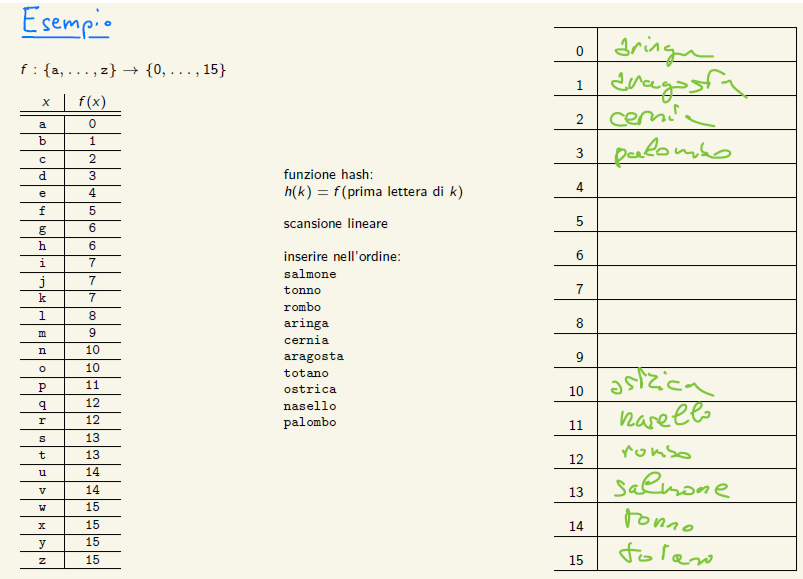 Esempio
f : {a, . . . , z} → {0, . . . , 15}
x f(x)
a 0
b 1
c 2
d 3
e 4
f 5
g 6
h 6
i 7
j 7
k 7
l 8
m 9
n 10
o 10
p 11
q 12
r 12
s 13
t 13
u 14
v 14
w 15
x 15
y 15
z 15
funzione hash:
h(k) = f(prima lettera di k)
scansione lineare
inserire nell'ordine:
salmone
tonno
rombo
aringa
cernia
aragosta
totano
ostrica
nasello
palombo
0 aringa
1 aragosta
2 cernia
3 palombo
4
5
6
7
8
9
10 ostrica
11 nasello
12 rombo
13 salmone
14 tonno
15 totano